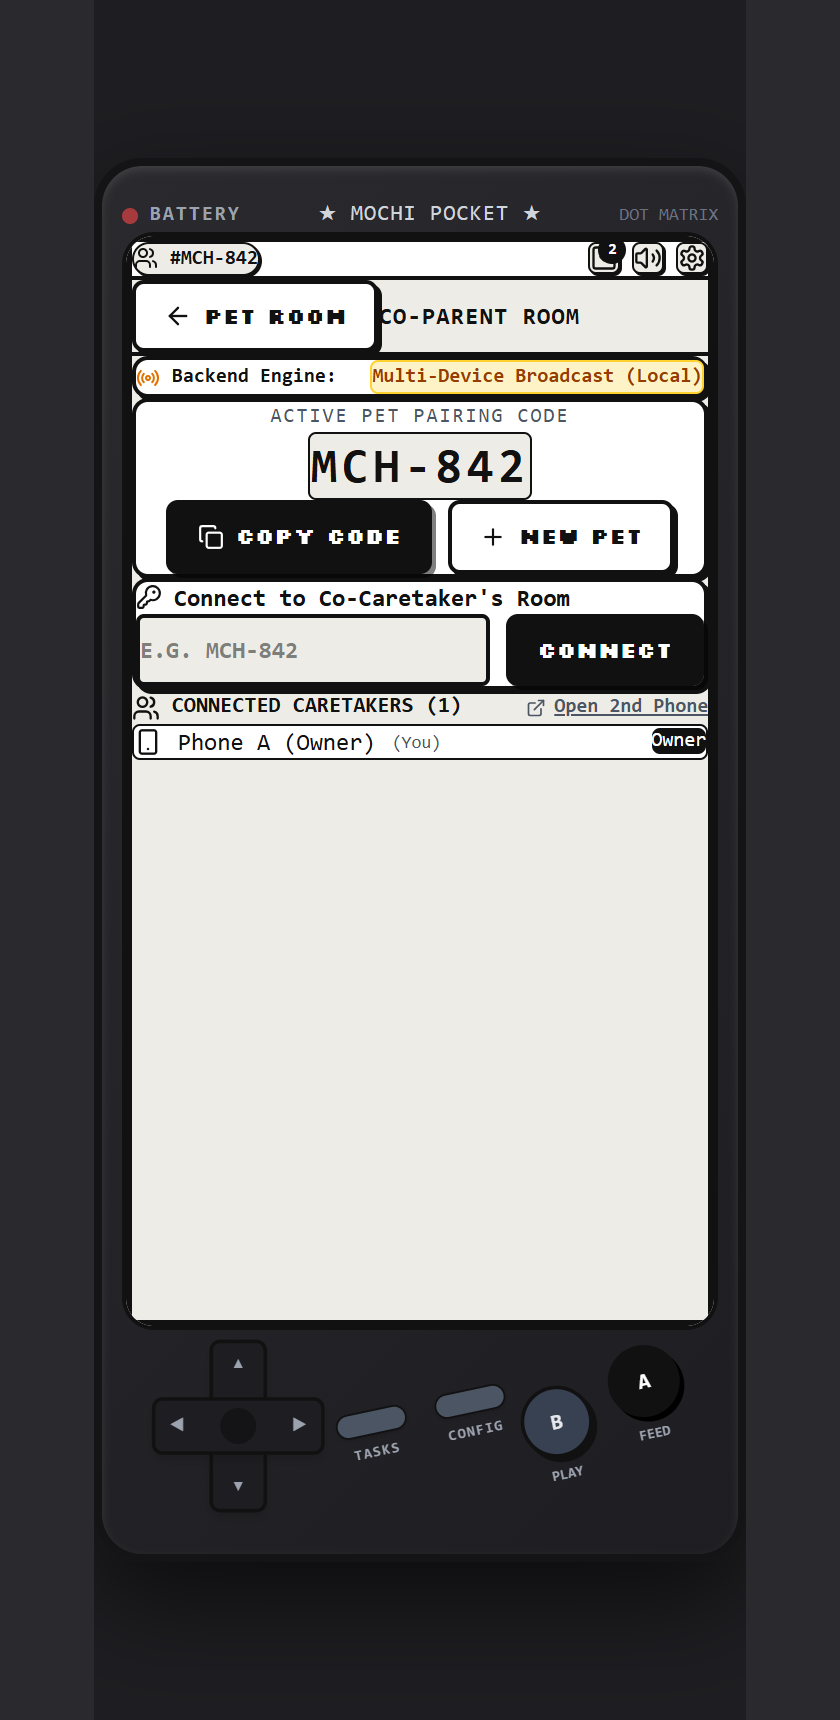 BATTERY ★ MOCHI POCKET ★ DOT MATRIX
#MCH-842 2
PET ROOM CO-PARENT ROOM
Backend Engine: Multi-Device Broadcast (Local)
ACTIVE PET PAIRING CODE
MCH-842
COPY CODE + NEW PET
Connect to Co-Caretaker's Room
E.G. MCH-842 CONNECT
CONNECTED CARETAKERS (1) Open 2nd Phone
Phone A (Owner) (You) Owner
A
B
FEED
CONFIG
TASKS
PLAY